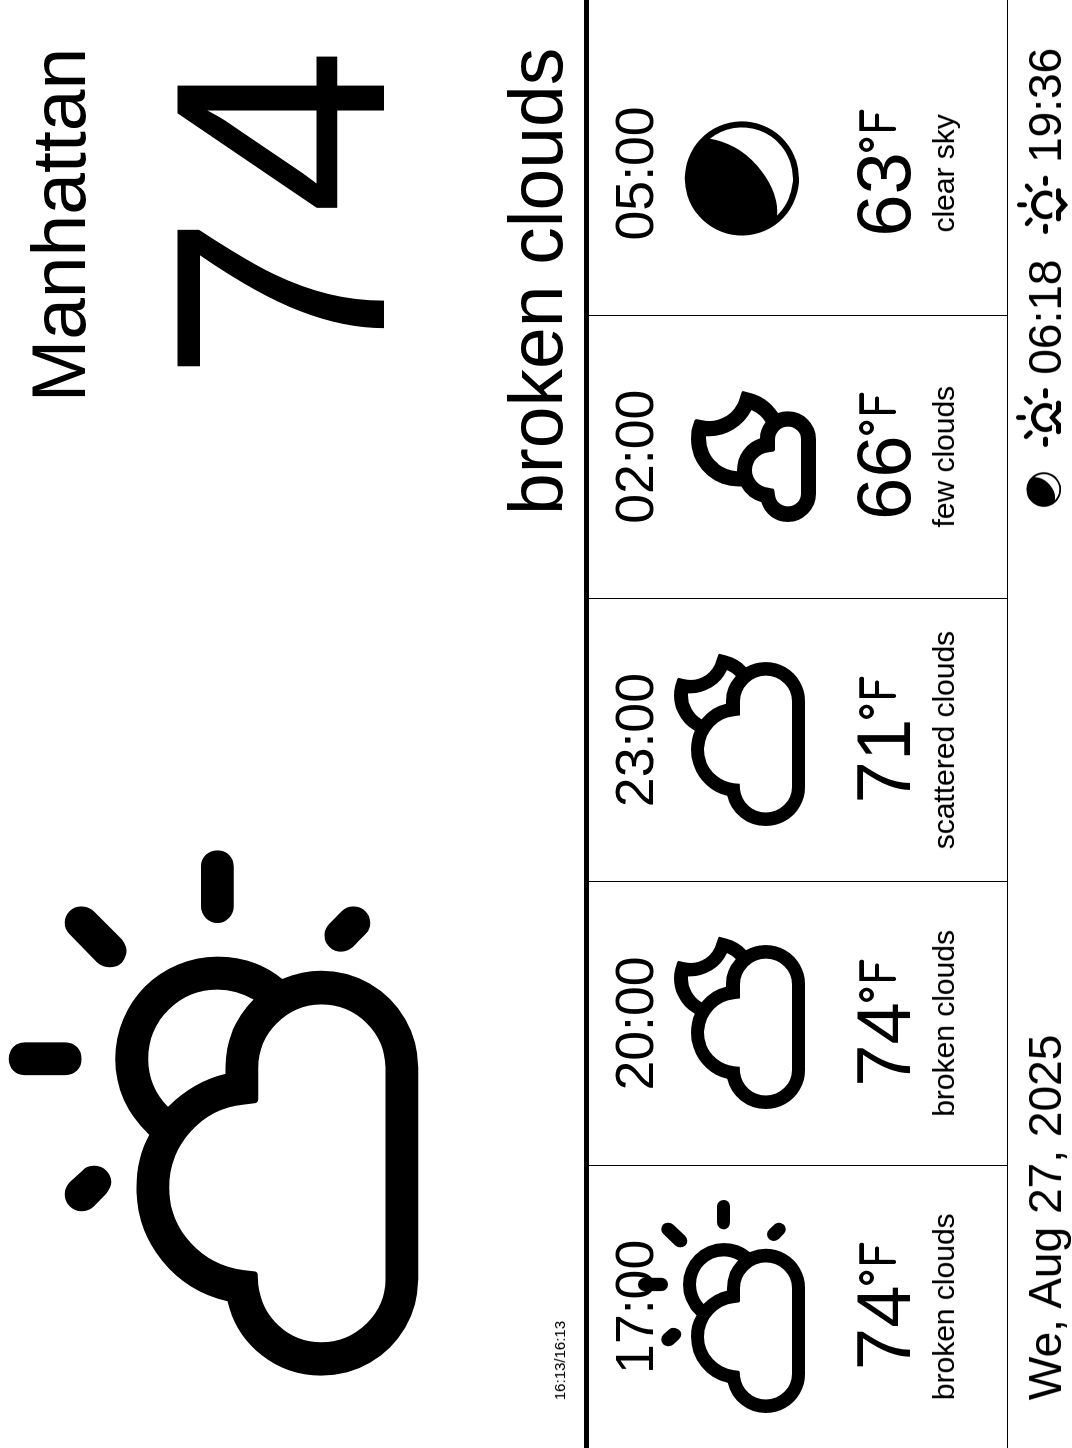 Manhattan
74
broken clouds
16:13/16:13
17:00 20:00 23:00 02:00 05:00
74°F 74°F 71°F 66°F 63°F
broken clouds broken clouds scattered clouds few clouds clear sky
We, Aug 27, 2025 06:18 19:36